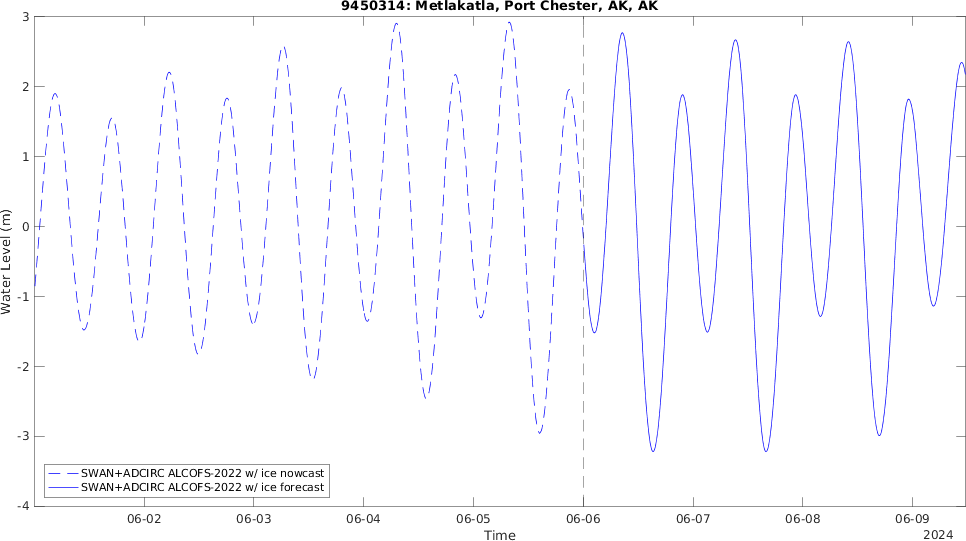 9450314: Metlakatla, Port Chester, AK, AK
3
2
1
0
-1
-2
-3
-4
Water Level (m)
SWAN+ADCIRC ALCOFS-2022 w/ ice nowcast
SWAN+ADCIRC ALCOFS-2022 w/ ice forecast
06-02 06-03 06-04 06-05 06-06 06-07 06-08 06-09
Time
2024